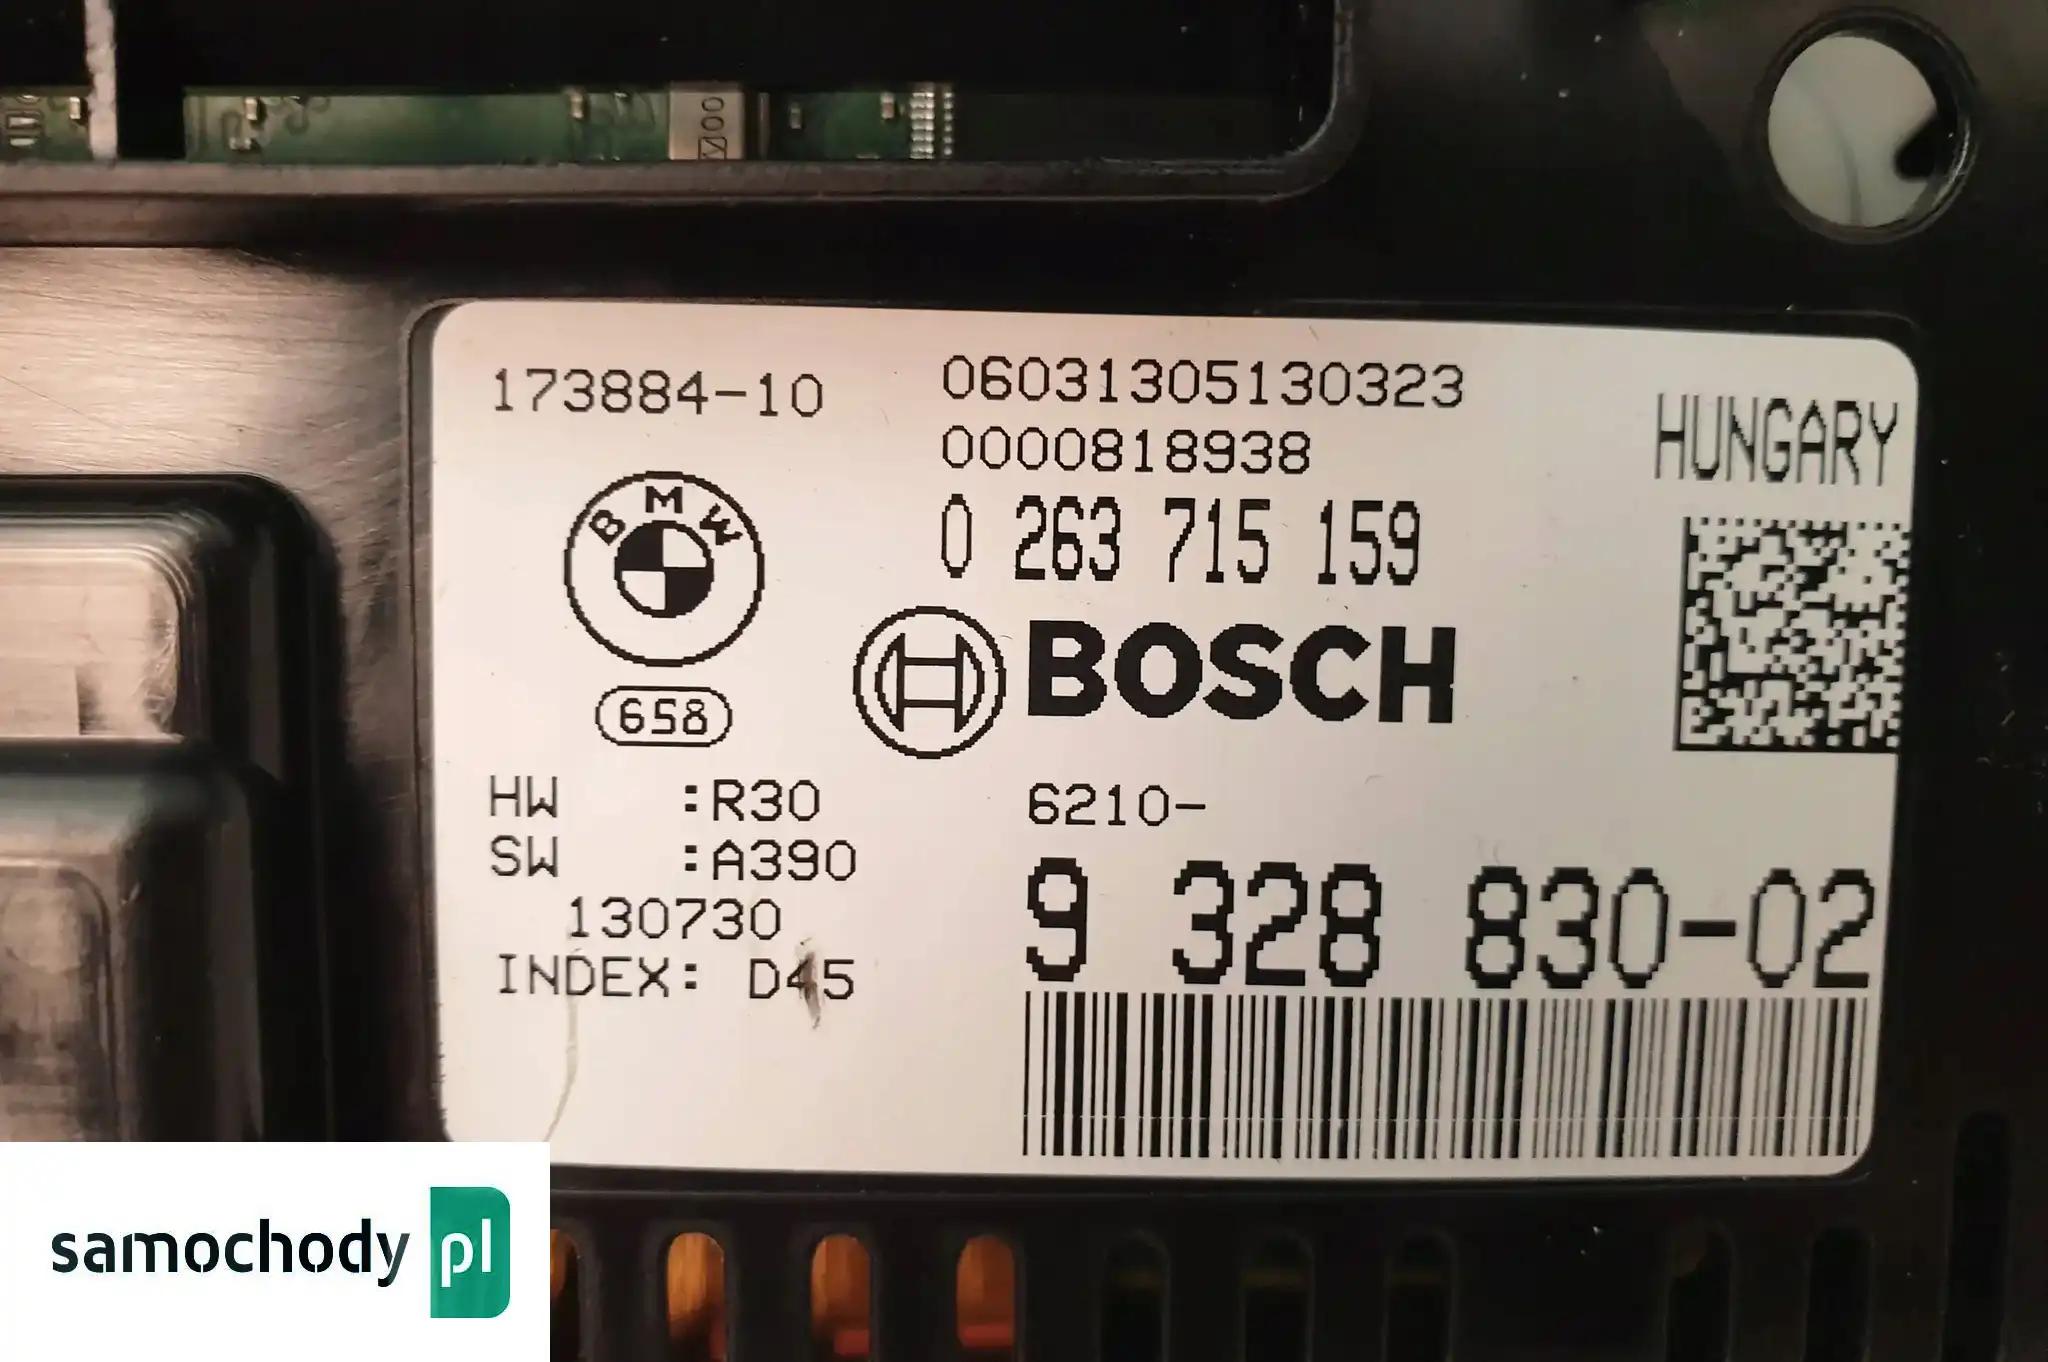 100
173884-10
06031305130323
0000818938
HUNGARY
0 263 715 159
BMW
658
BOSCH
HW :R30
SW :A390
130730
INDEX: D45
6210-
9 328 830-02
samochody pl